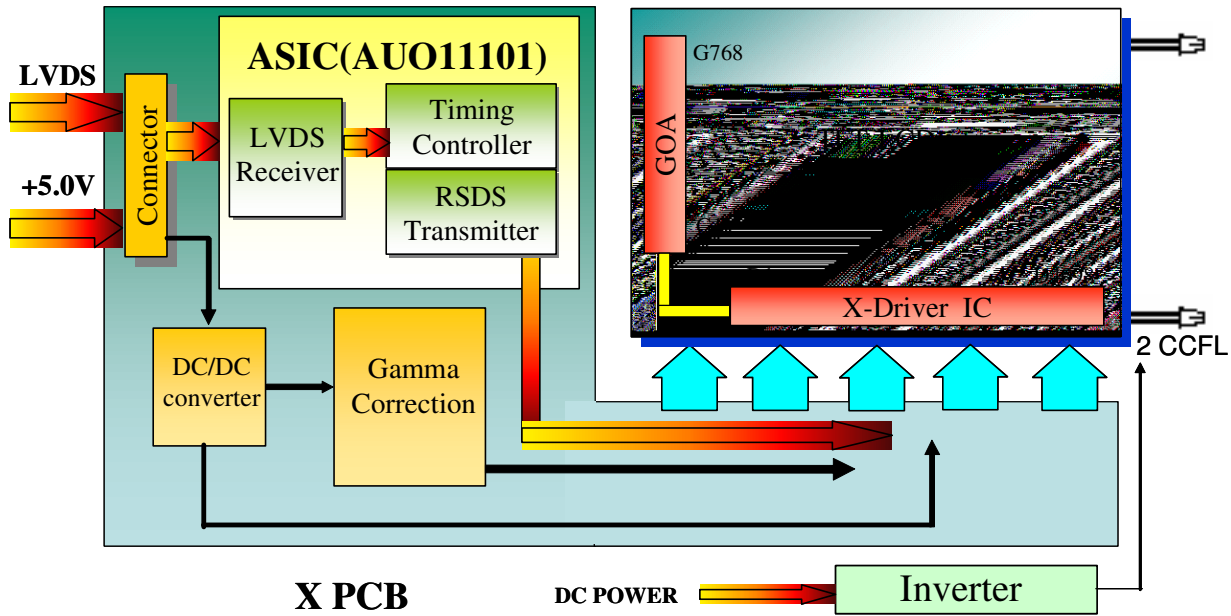 LVDS
+5.0V
Connector
ASIC(AUO11101)
LVDS
Receiver
Timing
Controller
RSDS
Transmitter
DC/DC
converter
Gamma
Correction
G768
GOA
X-Driver IC
2 CCFL
X PCB
DC POWER
Inverter